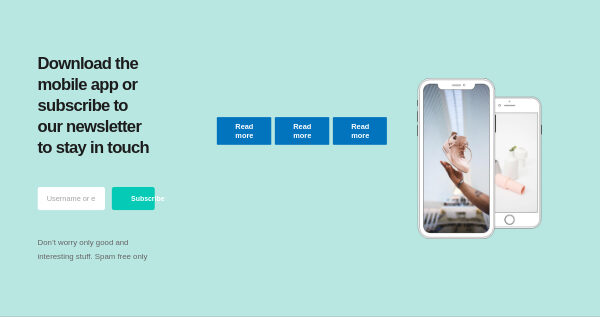 Download the
mobile app or
subscribe to
our newsletter
to stay in touch
Username or e
Subscribe
Don't worry only good and
interesting stuff. Spam free only
Read
more
Read
more
Read
more